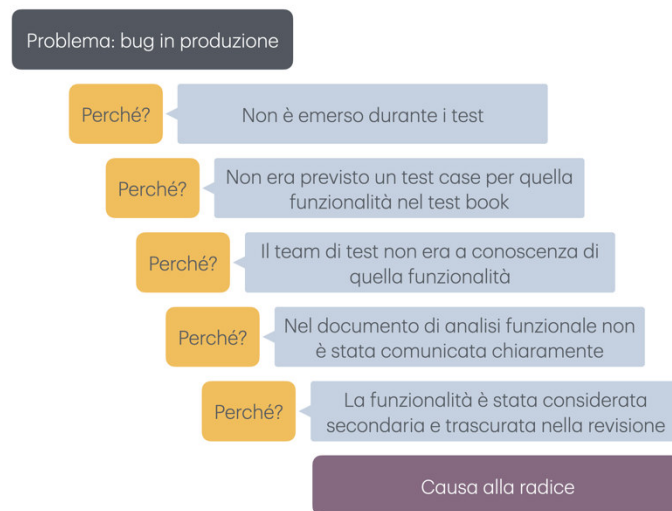 Problema: bug in produzione
Perché?
Non è emerso durante i test
Perché?
Non era previsto un test case per quella
funzionalità nel test book
Perché?
Il team di test non era a conoscenza di
quella funzionalità
Perché?
Nel documento di analisi funzionale non
è stata comunicata chiaramente
Perché?
La funzionalità è stata considerata
secondaria e trascurata nella revisione
Causa alla radice